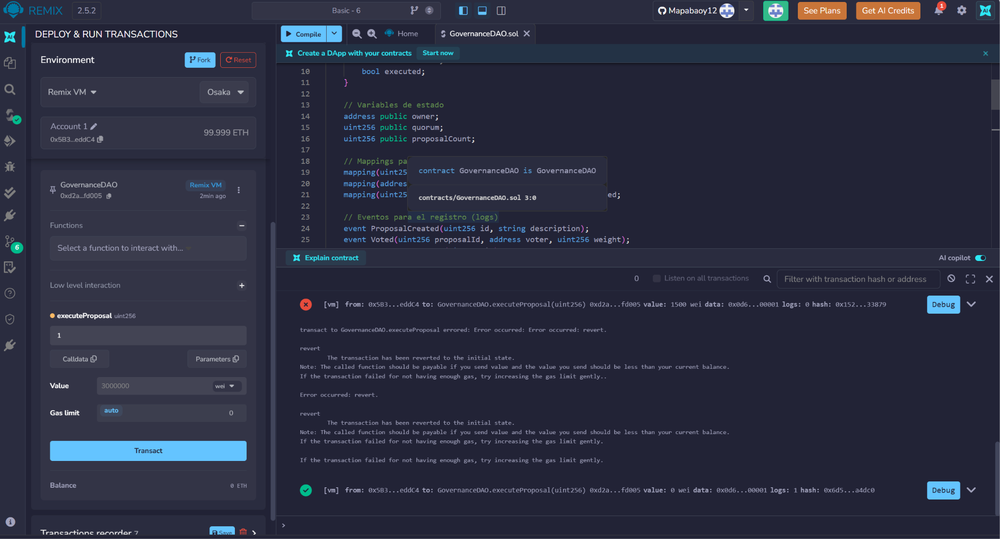 REMIX 2.5.2
Basic - 6
Mapabaoy12
See Plans
Get AI Credits
1
AI
AI
DEPLOY & RUN TRANSACTIONS
Environment
Fork
Reset
Remix VM
Osaka
Account 1
0x5B3...eddC4
99.999 ETH
GovernanceDAO
0xd2a...fd005
Remix VM
2min ago
Functions
Select a function to interact with...
Low level interaction
6
executeProposal uint256
1
Calldata
Parameters
Value 3000000 wei
Gas limit auto 0
Transact
Balance 0 ETH
Transactions recorder 7
Save
Compile
Home
GovernanceDAO.sol
Create a DApp with your contracts Start now
10 bool executed;
11 }
12
13 // Variables de estado
14 address public owner;
15 uint256 public quorum;
16 uint256 public proposalCount;
17
18 // Mappings pa
19 mapping(uint25
20 mapping(addres
21 mapping(uint25 ed;
contract GovernanceDAO is GovernanceDAO
contracts/GovernanceDAO.sol 3:0
22
23 // Eventos para el registro (logs)
24 event ProposalCreated(uint256 id, string description);
25 event Voted(uint256 proposalId, address voter, uint256 weight);
Explain contract
AI copilot
0 Listen on all transactions
Filter with transaction hash or address
[vm] from: 0x5B3...eddC4 to: GovernanceDAO.executeProposal(uint256) 0xd2a...fd005 value: 1500 wei data: 0x0d6...00001 logs: 0 hash: 0x152...33879
Debug
transact to GovernanceDAO.executeProposal errored: Error occurred: Error occurred: revert.
revert
The transaction has been reverted to the initial state.
Note: The called function should be payable if you send value and the value you send should be less than your current balance.
If the transaction failed for not having enough gas, try increasing the gas limit gently..
Error occurred: revert.
revert
The transaction has been reverted to the initial state.
Note: The called function should be payable if you send value and the value you send should be less than your current balance.
If the transaction failed for not having enough gas, try increasing the gas limit gently.
If the transaction failed for not having enough gas, try increasing the gas limit gently.
[vm] from: 0x5B3...eddC4 to: GovernanceDAO.executeProposal(uint256) 0xd2a...fd005 value: 0 wei data: 0x0d6...00001 logs: 1 hash: 0x6d5...a4dc0
Debug
>